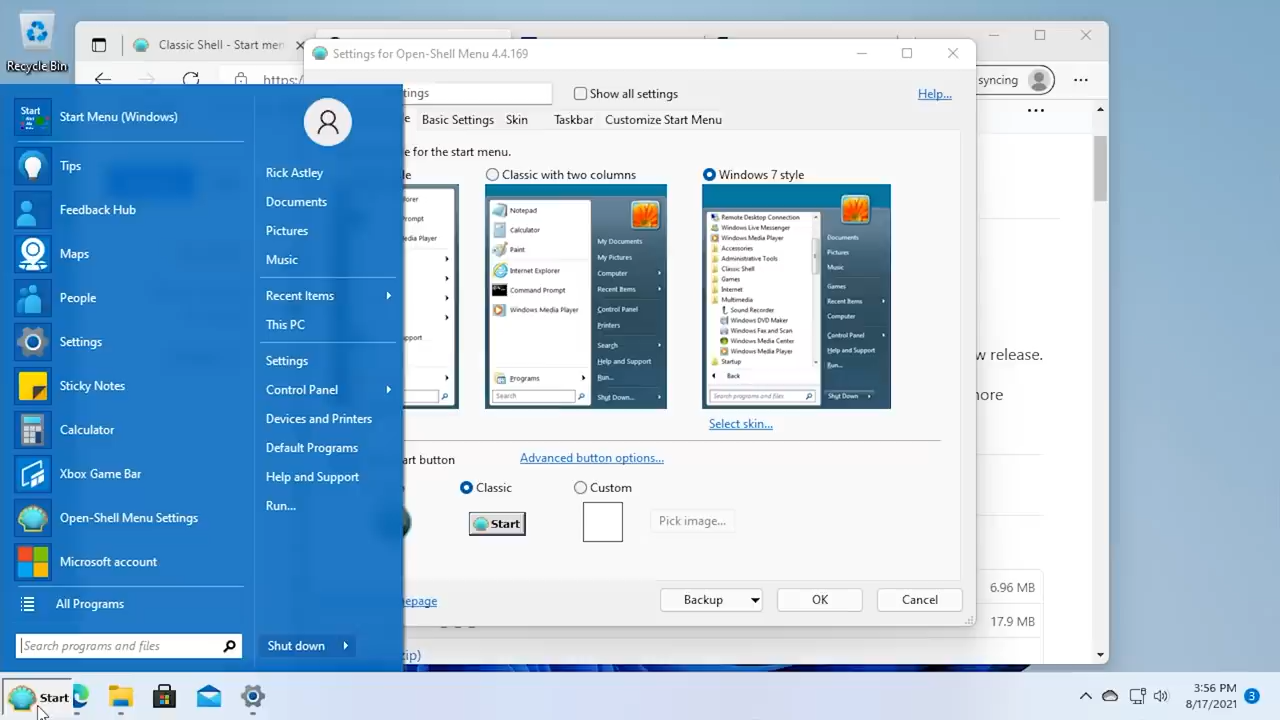 Recycle Bin
Classic Shell - Start mer
https:/
syncing
Settings for Open-Shell Menu 4.4.169
ttings
Show all settings
Help...
Basic Settings
Skin
Taskbar
Customize Start Menu
e for the start menu.
Classic with two columns
Windows 7 style
Notepad
Calculator
Paint
Internet Explorer
Command Prompt
Windows Media Player
Programs
Search
My Documents
My Pictures
Computer
Recent Items
Control Panel
Printers
Search
Help and Support
Run...
Shut Down...
Remote Desktop Connection
Windows Live Messenger
Windows Media Player
Accessories
Administrative Tools
Classic Shell
Games
Internet
Multimedia
Sound Recorder
Windows DVD Maker
Windows Fax and Scan
Windows Media Center
Windows Media Player
Startup
Back
Search programs and files
Documents
Pictures
Music
Games
Recent Items
Computer
Control Panel
Help and Support
Run...
Shut Down
Select skin...
art button
Advanced button options...
Classic
Custom
Start
Pick image...
epage
Backup
OK
Cancel
w release.
ore
6.96 MB
17.9 MB
zip)
Start Menu (Windows)
Tips
Feedback Hub
Maps
People
Settings
Sticky Notes
Calculator
Xbox Game Bar
Open-Shell Menu Settings
Microsoft account
All Programs
Search programs and files
Rick Astley
Documents
Pictures
Music
Recent Items
This PC
Settings
Control Panel
Devices and Printers
Default Programs
Help and Support
Run...
Shut down
Start
3:56 PM
8/17/2021
3